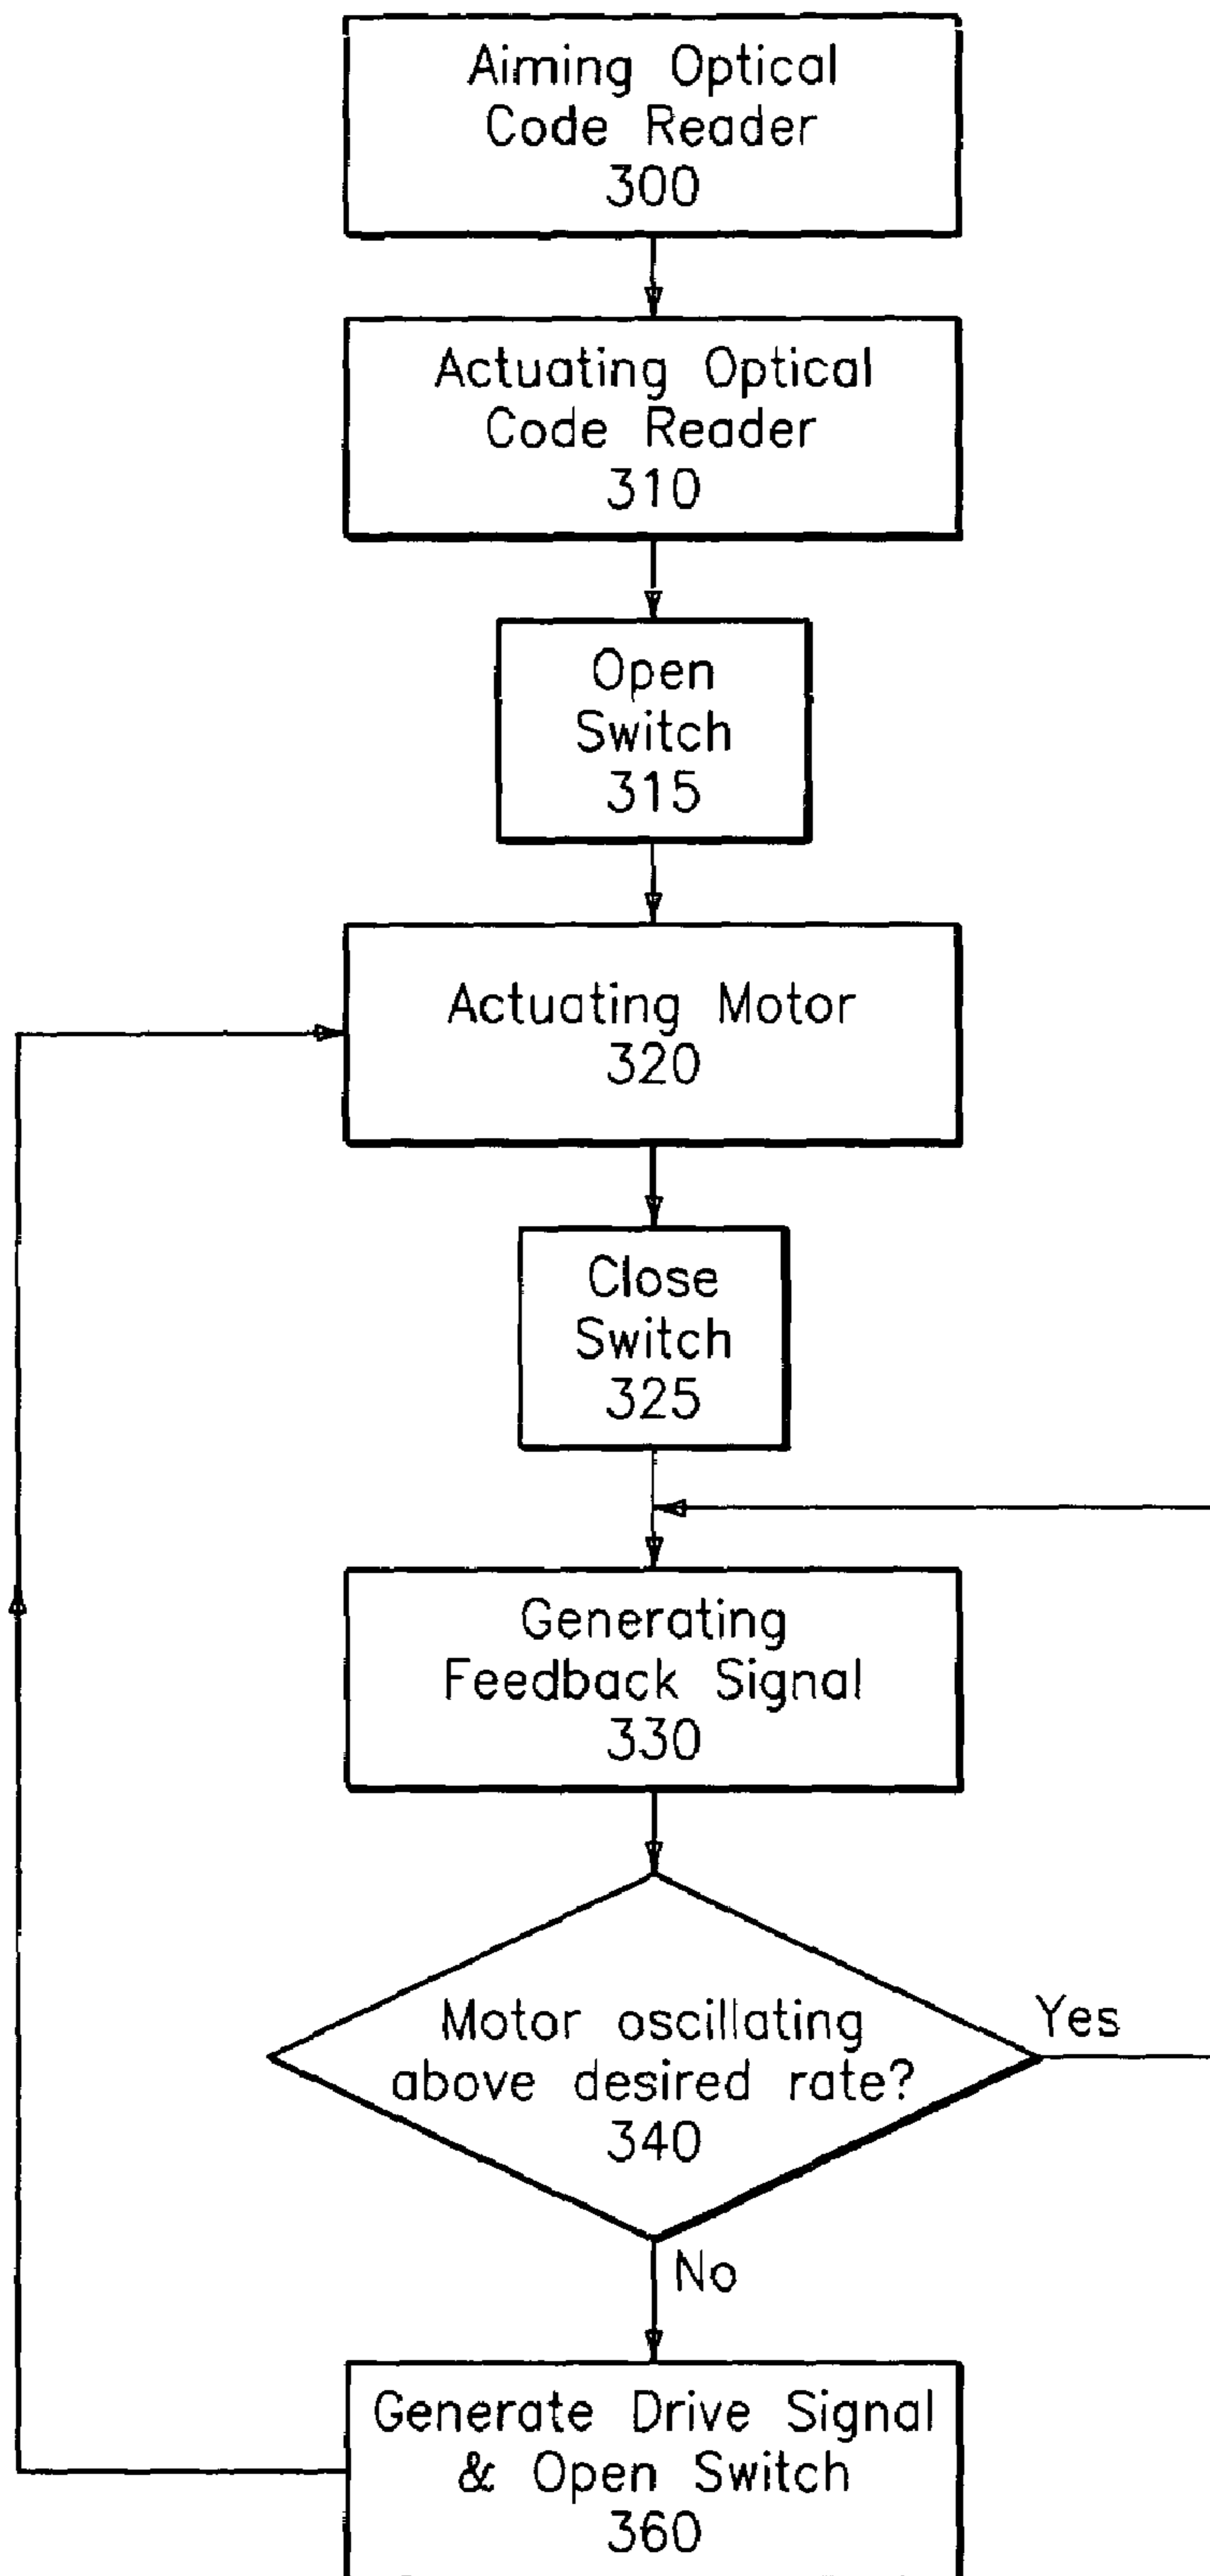 Aiming Optical
Code Reader
300
Actuating Optical
Code Reader
310
Open
Switch
315
Actuating Motor
320
Close
Switch
325
Generating
Feedback Signal
330
Motor oscillating
above desired rate?
340
Yes
No
Generate Drive Signal
& Open Switch
360